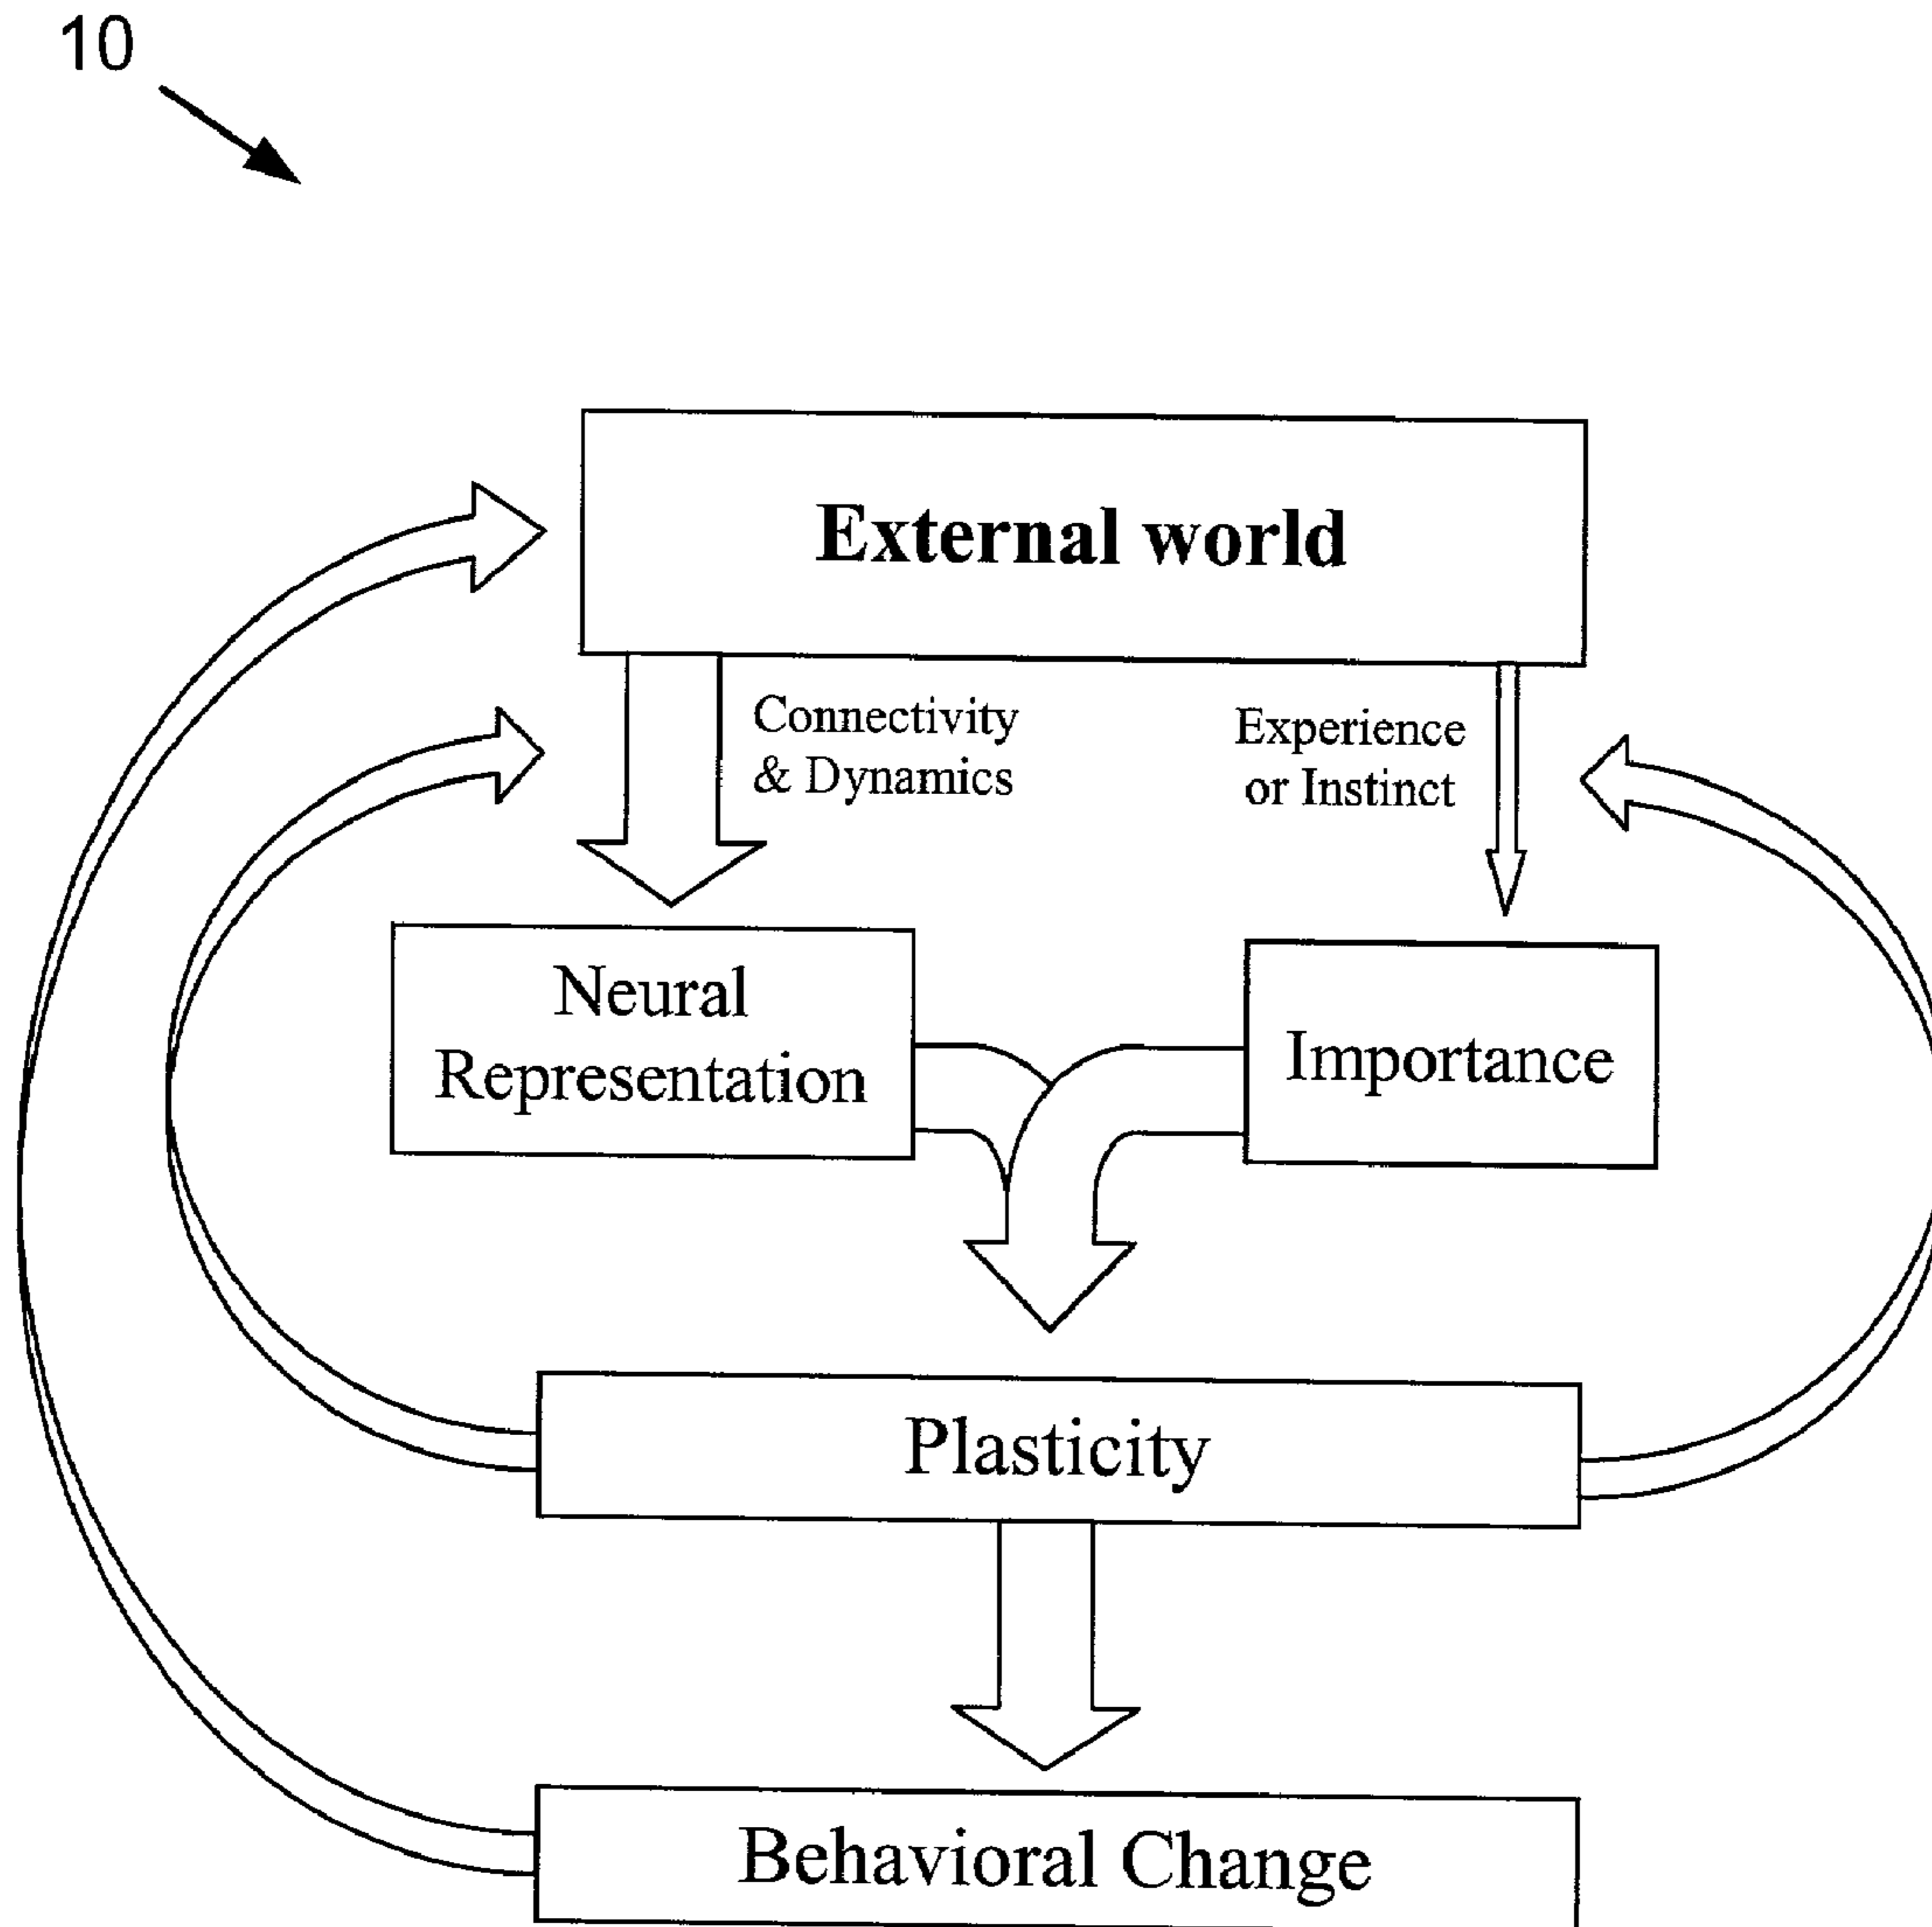 10
External world
Connectivity
& Dynamics
Experience
or Instinct
Neural
Representation
Importance
Plasticity
Behavioral Change